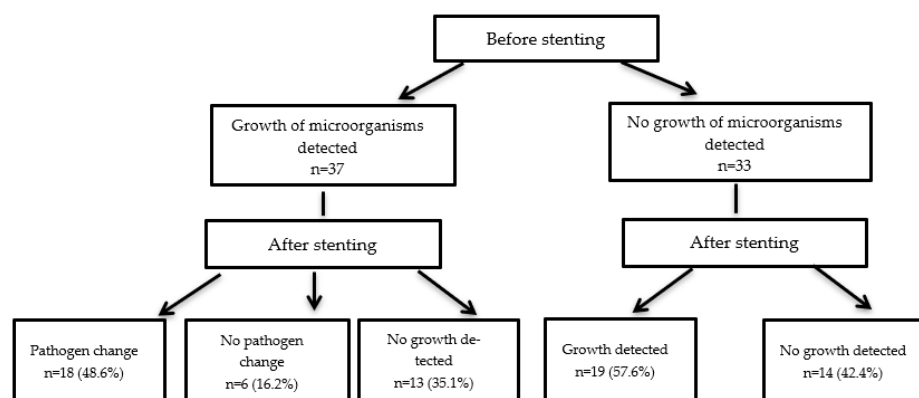 Before stenting
Growth of microorganisms
detected
n=37
No growth of microorganisms
detected
n=33
After stenting
After stenting
Pathogen change
n=18 (48.6%)
No pathogen
change
n=6 (16.2%)
No growth de-
tected
n=13 (35.1%)
Growth detected
n=19 (57.6%)
No growth detected
n=14 (42.4%)